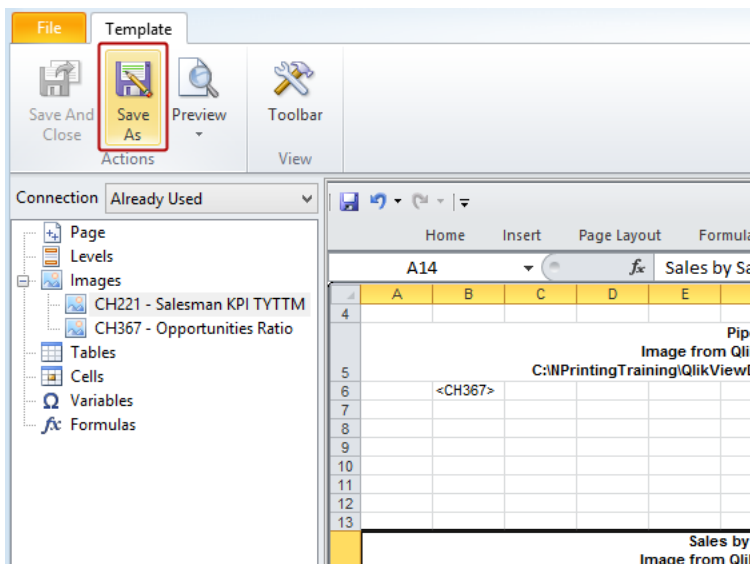 File Template
Save And Close
Save As
Preview
Toolbar
Actions
View
Connection Already Used
Page
Levels
Images
CH221 - Salesman KPI TYTTM
CH367 - Opportunities Ratio
Tables
Cells
Variables
Formulas
Home Insert Page Layout
A14 fx Sales by
A B C D E
4
Image from
5 C:\NPrintingTraining\
6 <CH367>
7
8
9
10
11
12
13
Sales by
Image from